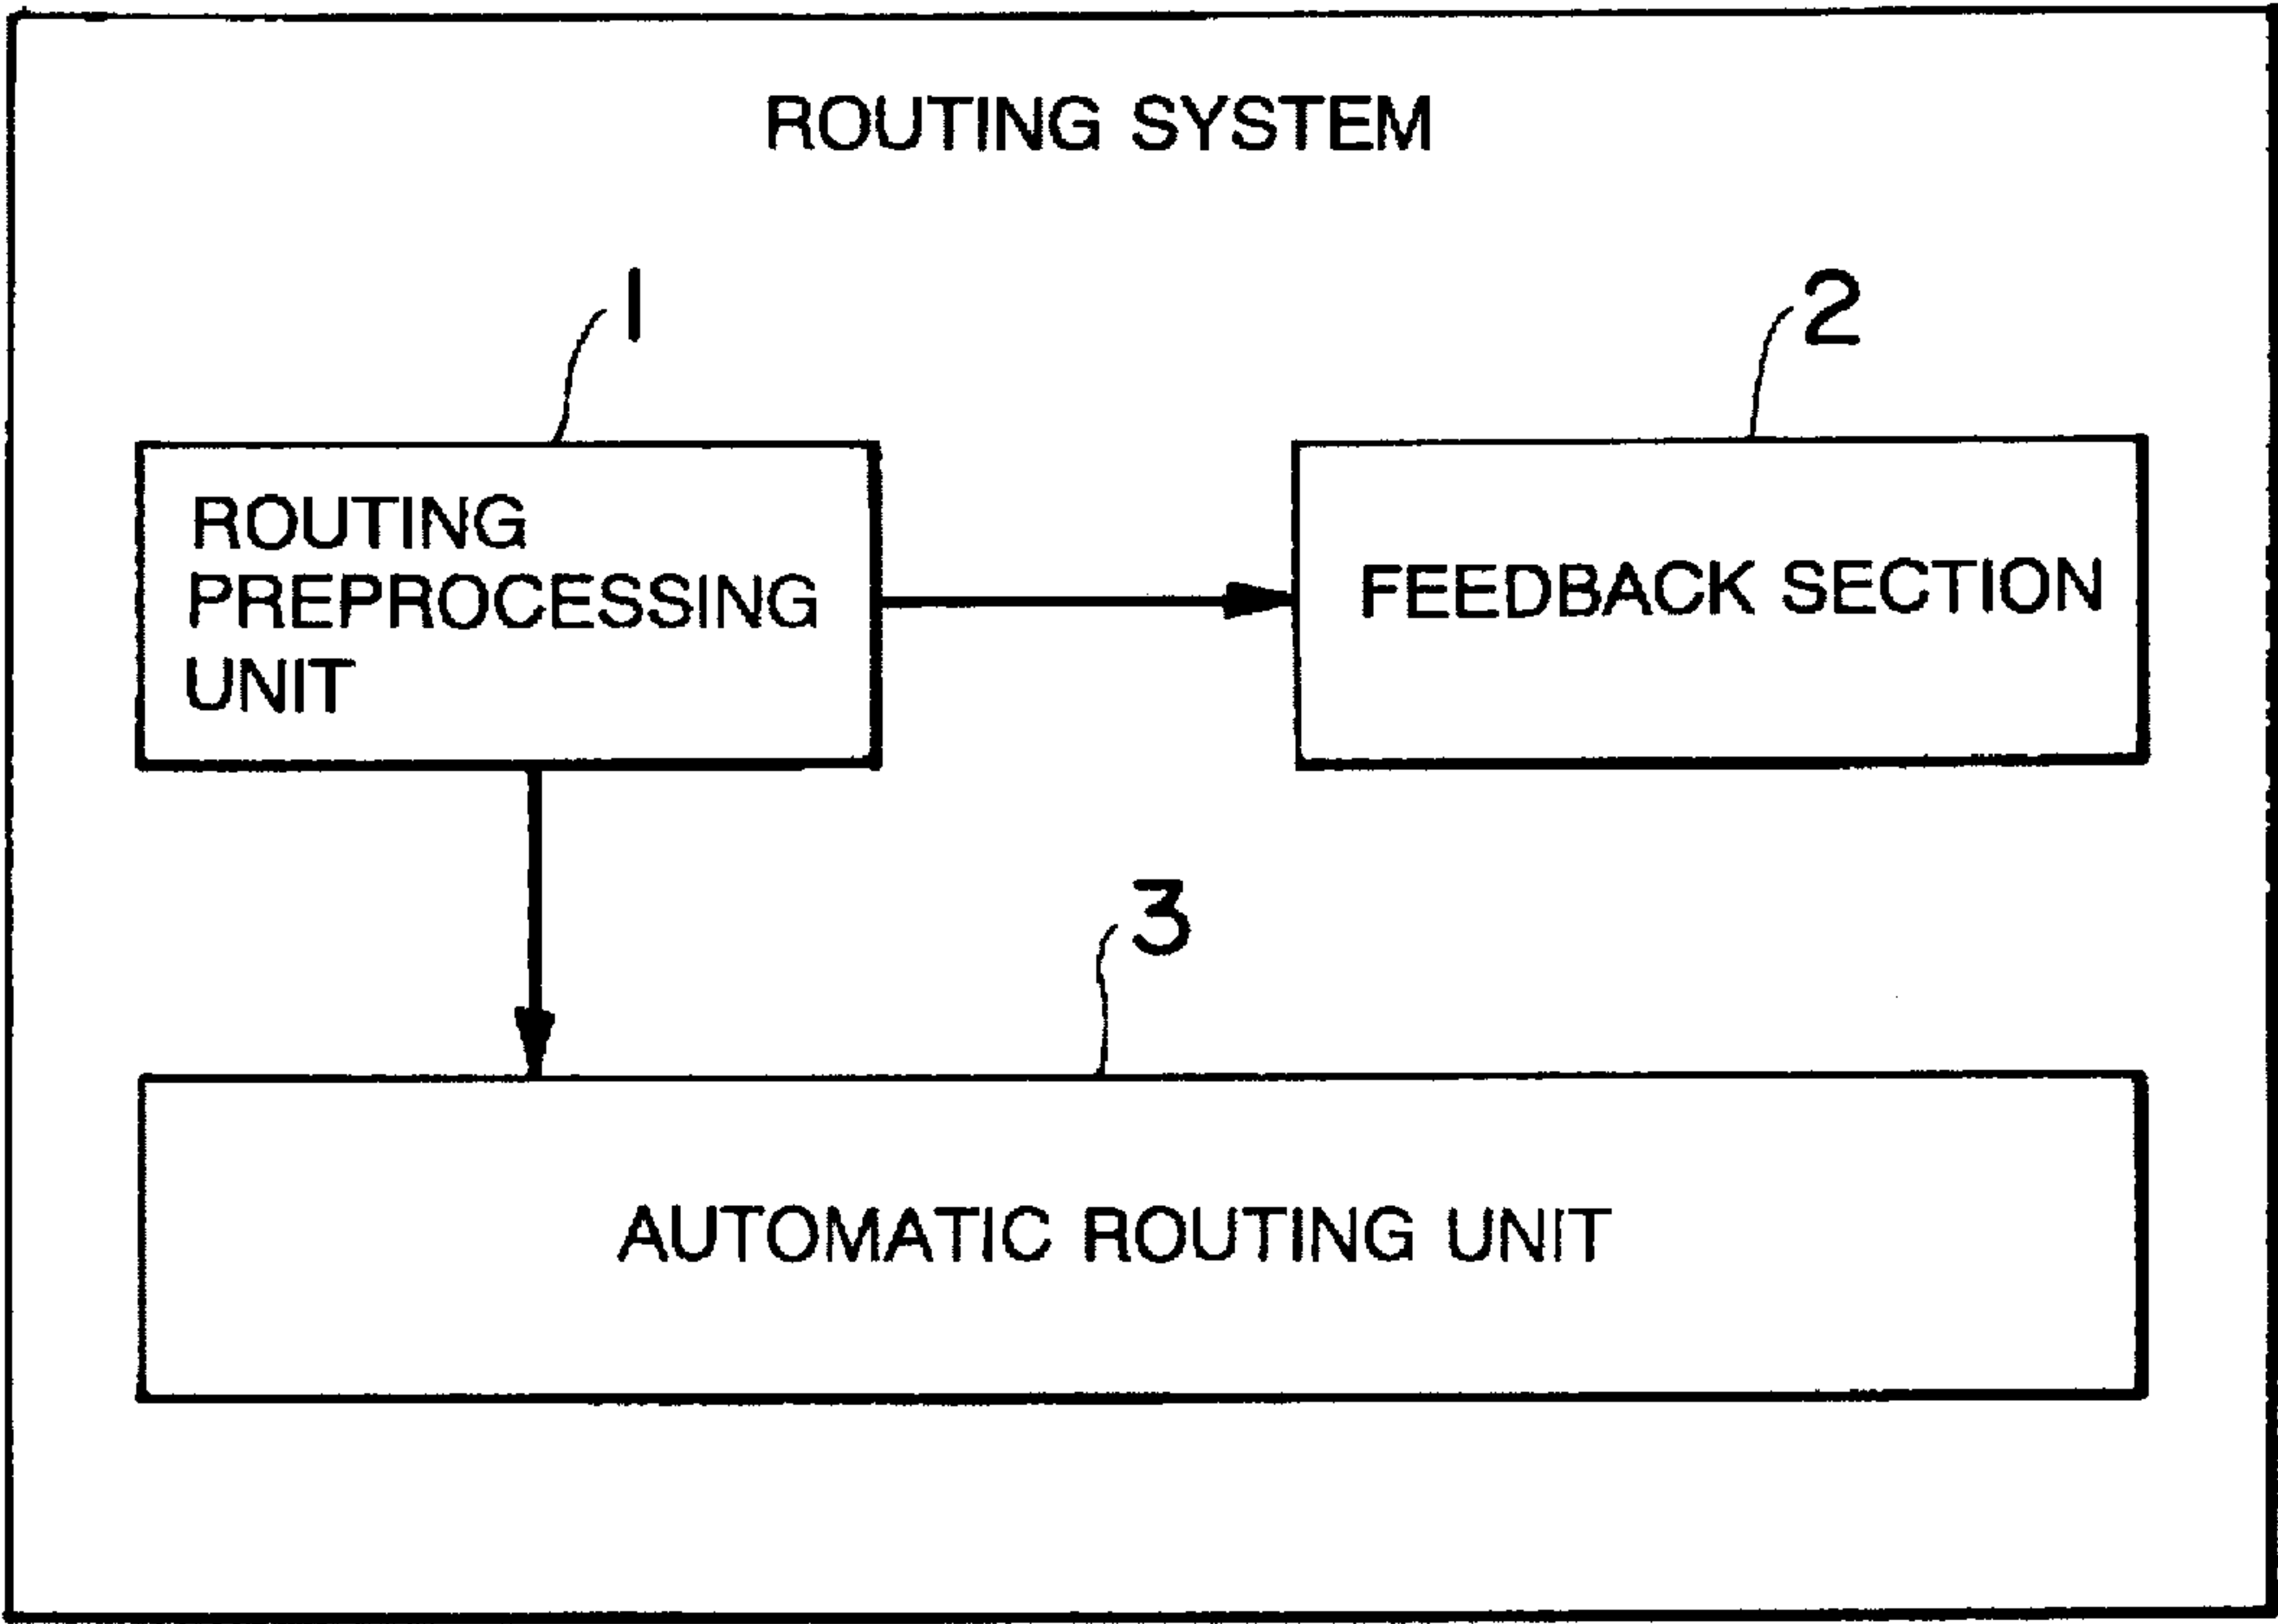 ROUTING SYSTEM
1
2
ROUTING
PREPROCESSING
UNIT
FEEDBACK SECTION
3
AUTOMATIC ROUTING UNIT